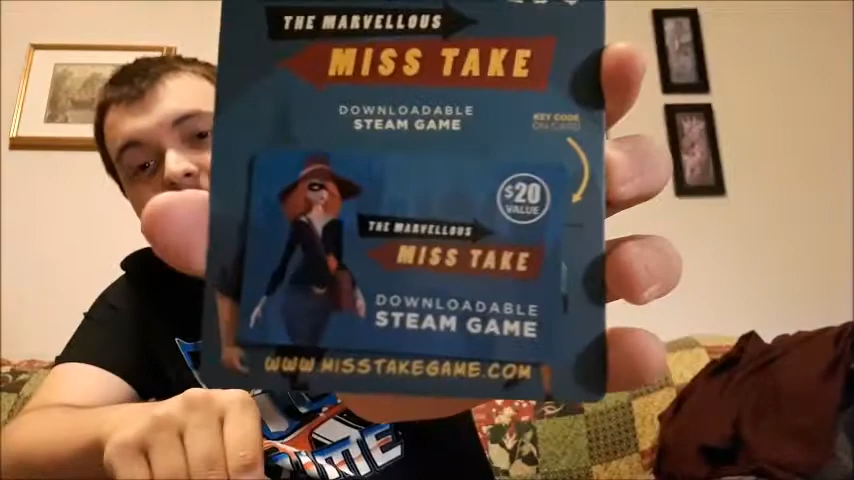 THE MARVELLOUS
MISS TAKE
DOWNLOADABLE
STEAM GAME
KEY CODE
ON CARD
$20
VALUE
THE MARVELLOUS
MISS TAKE
DOWNLOADABLE
STEAM GAME
WWW.MISSTAKEGAME.COM